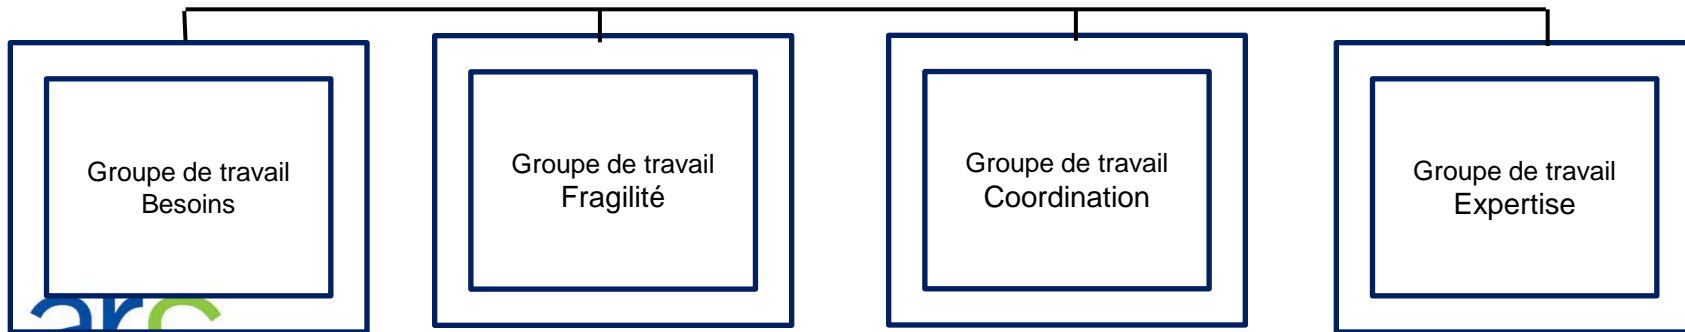 Groupe de travail
Besoins
Groupe de travail
Fragilité
Groupe de travail
Coordination
Groupe de travail
Expertise